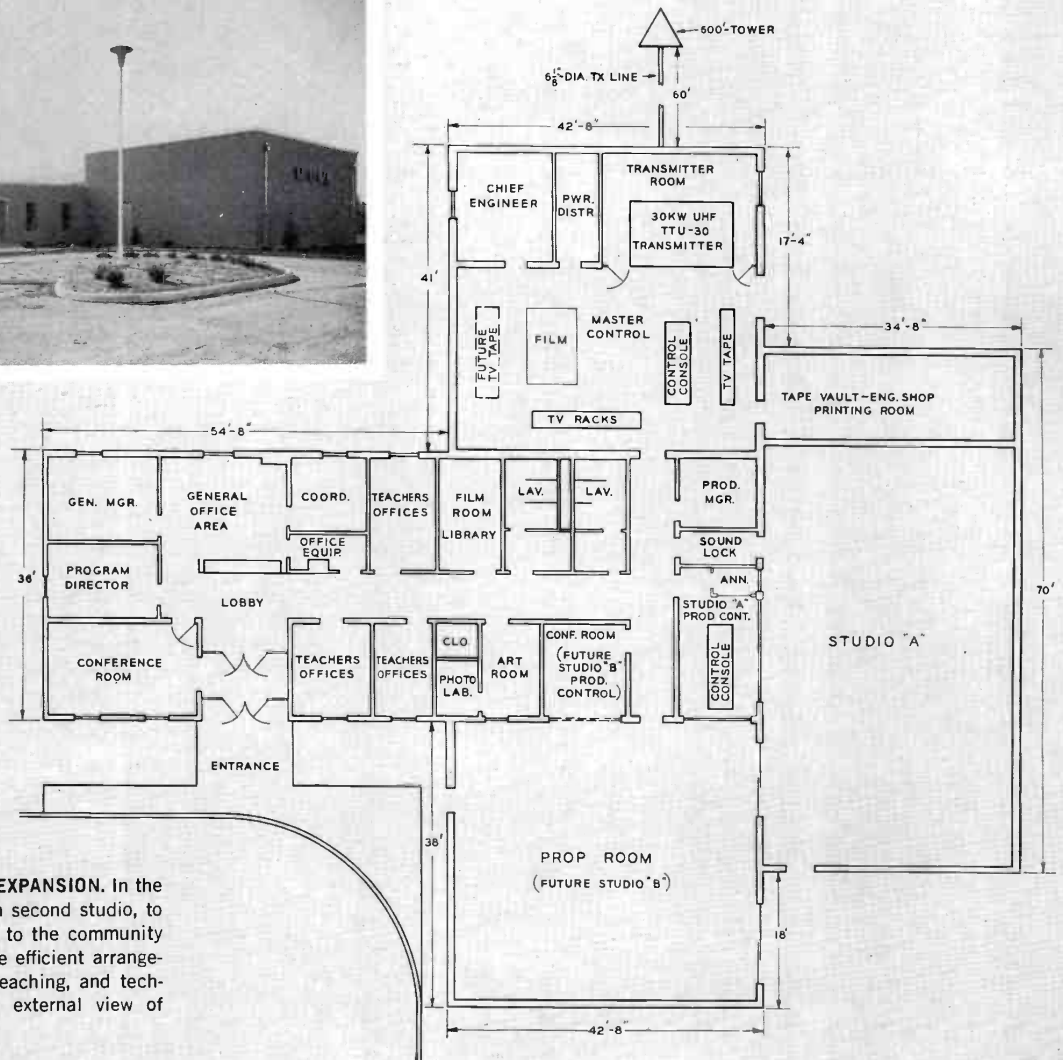 600'-TOWER
6 1/8" DIA. TX LINE
60'
42'-8"
TRANSMITTER
ROOM
CHIEF
ENGINEER
PWR.
DISTR.
30KW UHF
TTU-30
TRANSMITTER
17'-4"
41'
FUTURE
TV TAPE
FILM
MASTER
CONTROL
CONTROL
CONSOLE
TV TAPE
34'-8"
TV RACKS
TAPE VAULT-ENG. SHOP
PRINTING ROOM
54'-8"
GEN. MGR.
GENERAL
OFFICE
AREA
COORD.
TEACHERS
OFFICES
FILM
ROOM
LIBRARY
LAV.
LAV.
PROD.
MGR.
OFFICE
EQUIP.
SOUND
LOCK
36'
PROGRAM
DIRECTOR
LOBBY
ANN.
STUDIO "A"
PROD CONT.
CONTROL
CONSOLE
STUDIO "A"
70'
CONFERENCE
ROOM
TEACHERS
OFFICES
TEACHERS
OFFICES
CLO.
PHOTO
LAB.
ART
ROOM
CONF. ROOM
(FUTURE
STUDIO "B"
PROD.
CONTROL)
ENTRANCE
38'
PROP ROOM
(FUTURE STUDIO "B")
18'
42'-8"
EXPANSION. In the
a second studio, to
to the community
e efficient arrange-
eaching, and tech-
external view of